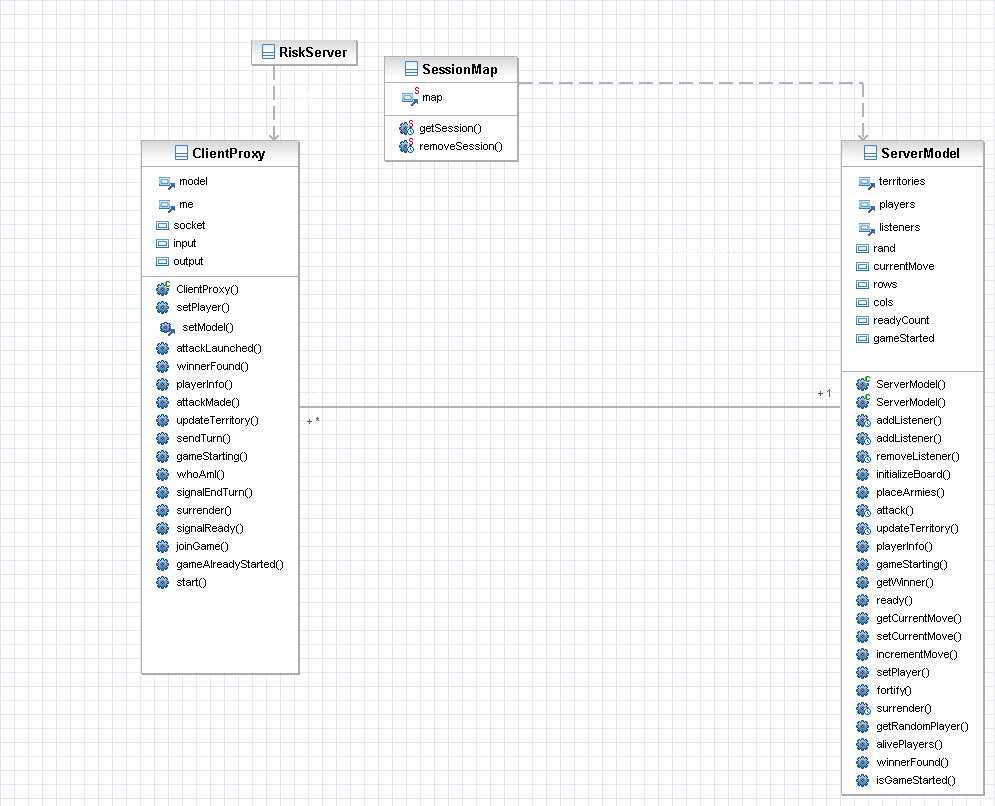 RiskServer
SessionMap
map
getSession()
removeSession()
ClientProxy
model
me
socket
input
output
ClientProxy()
setPlayer()
setModel()
attackLaunched()
winnerFound()
playerInfo()
attackMade()
updateTerritory()
sendTurn()
gameStarting()
whoAmI()
signalEndTurn()
surrender()
signalReady()
joinGame()
gameAlreadyStarted()
start()
+ *
+ 1
ServerModel
territories
players
listeners
rand
currentMove
rows
cols
readyCount
gameStarted
ServerModel()
ServerModel()
addListener()
addListener()
removeListener()
initializeBoard()
placeArmies()
attack()
updateTerritory()
playerInfo()
gameStarting()
getWinner()
ready()
getCurrentMove()
setCurrentMove()
incrementMove()
setPlayer()
fortify()
surrender()
getRandomPlayer()
alivePlayers()
winnerFound()
isGameStarted()